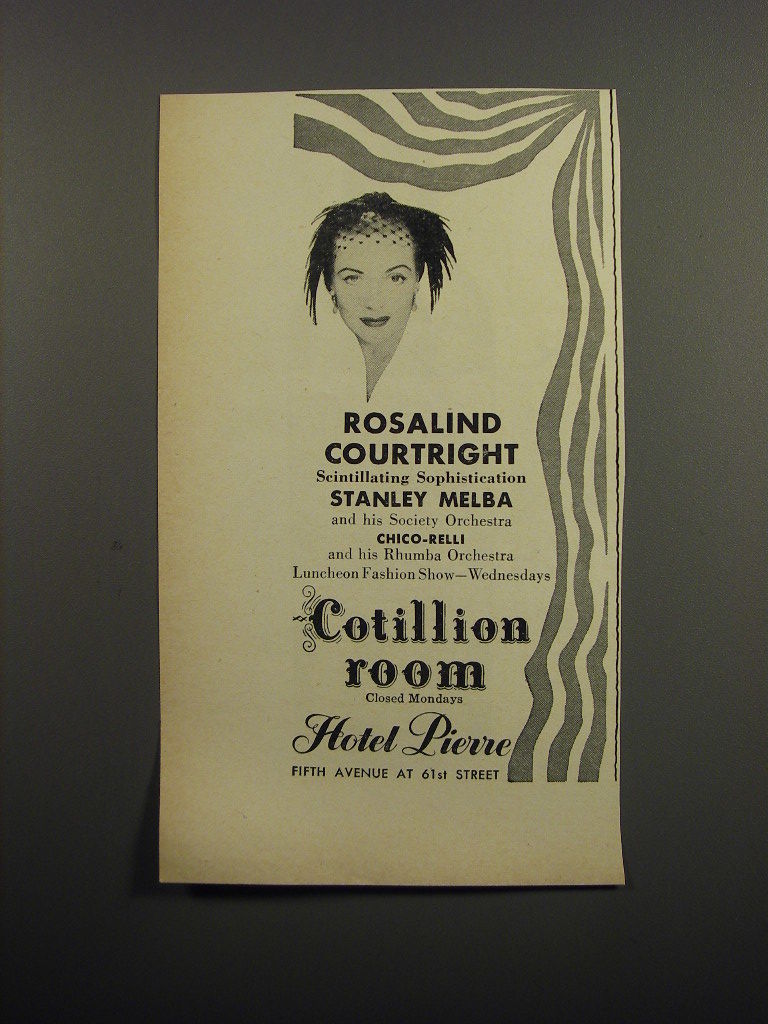 ROSALIND
COURTRIGHT
Scintillating Sophistication
STANLEY MELBA
and his Society Orchestra
CHICO-RELLI
and his Rhumba Orchestra
Luncheon Fashion Show—Wednesdays
Cotillion
room
Closed Mondays
Hotel Pierre
FIFTH AVENUE AT 61st STREET